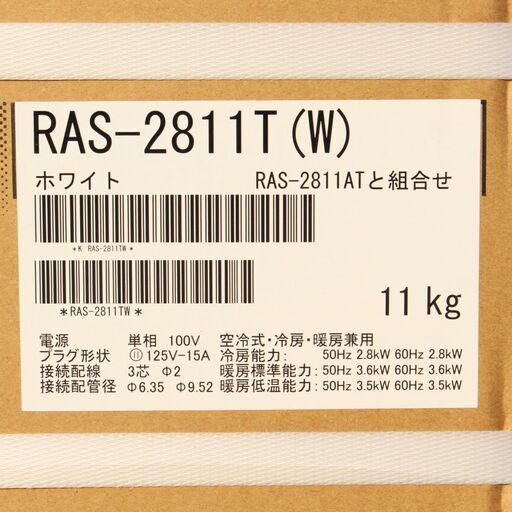 RAS-2811T(W)
ホワイト RAS-2811ATと組合せ
*K RAS-2811TW*
*RAS-2811TW*
11kg
電源 単相 100V 空冷式・冷房・暖房兼用
プラグ形状 125V-15A 冷房能力: 50Hz 2.8kW 60Hz 2.8kW
接続配線 3芯 Φ2 暖房標準能力: 50Hz 3.6kW 60Hz 3.6kW
接続配管径 Φ6.35 Φ9.52 暖房低温能力: 50Hz 3.5kW 60Hz 3.5kW